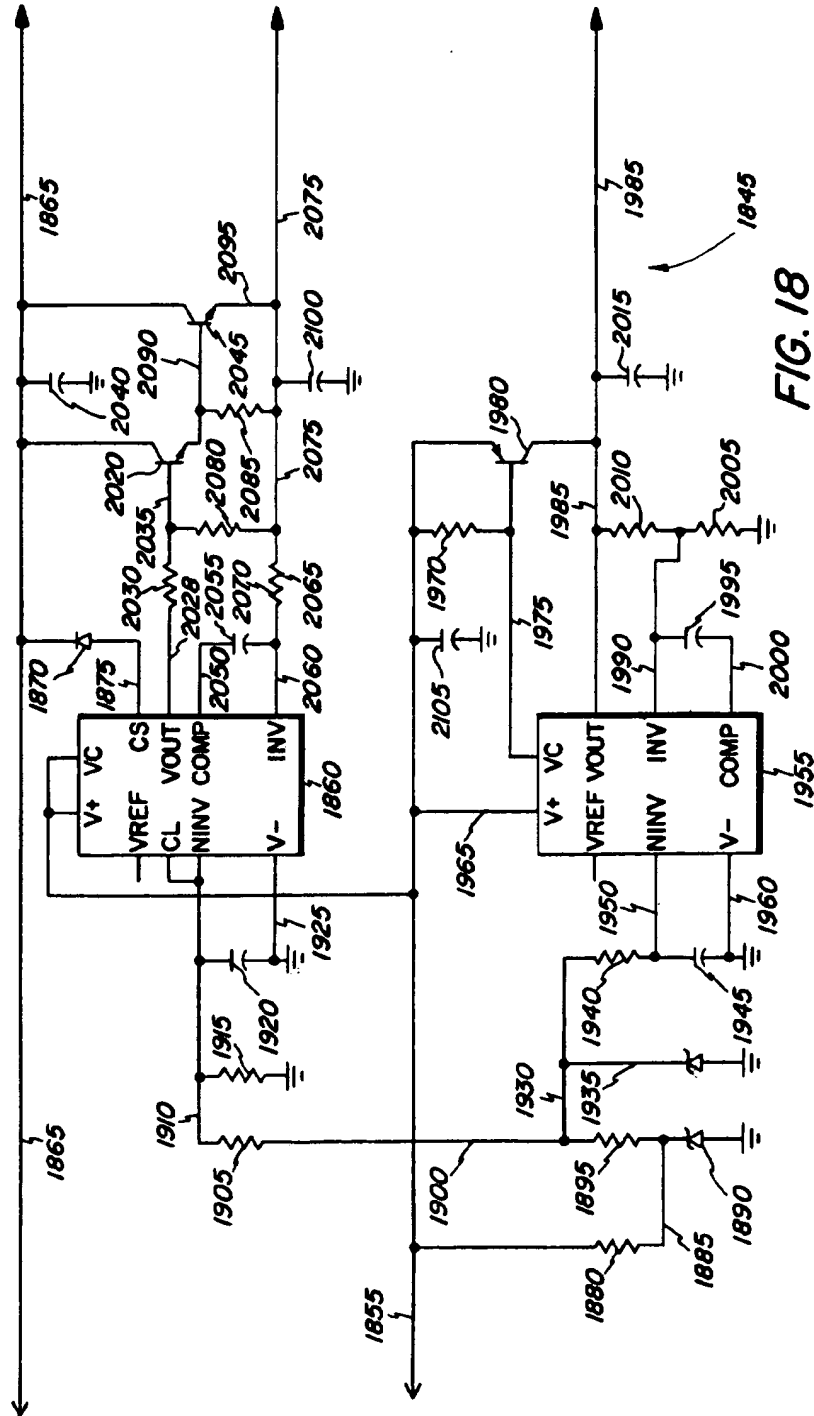 1865
1865
1870
V+
VC
1875
2020
2040
VREF
CS
CL
VOUT
2030
2035
2090
2095
NINV
COMP
2028
1910
2050
2055
2080
2045
1905
1915
1920
1925
V-
INV
2070
2085
2100
2060
2065
2075
2075
1860
1855
1900
1965
2105
1970
1980
1975
V+
VC
1930
1950
VREF
VOUT
1985
1985
1880
1895
1935
1940
NINV
INV
1990
2010
2015
1885
1890
1945
1960
V-
COMP
2000
1995
2005
1845
1955
FIG. 18